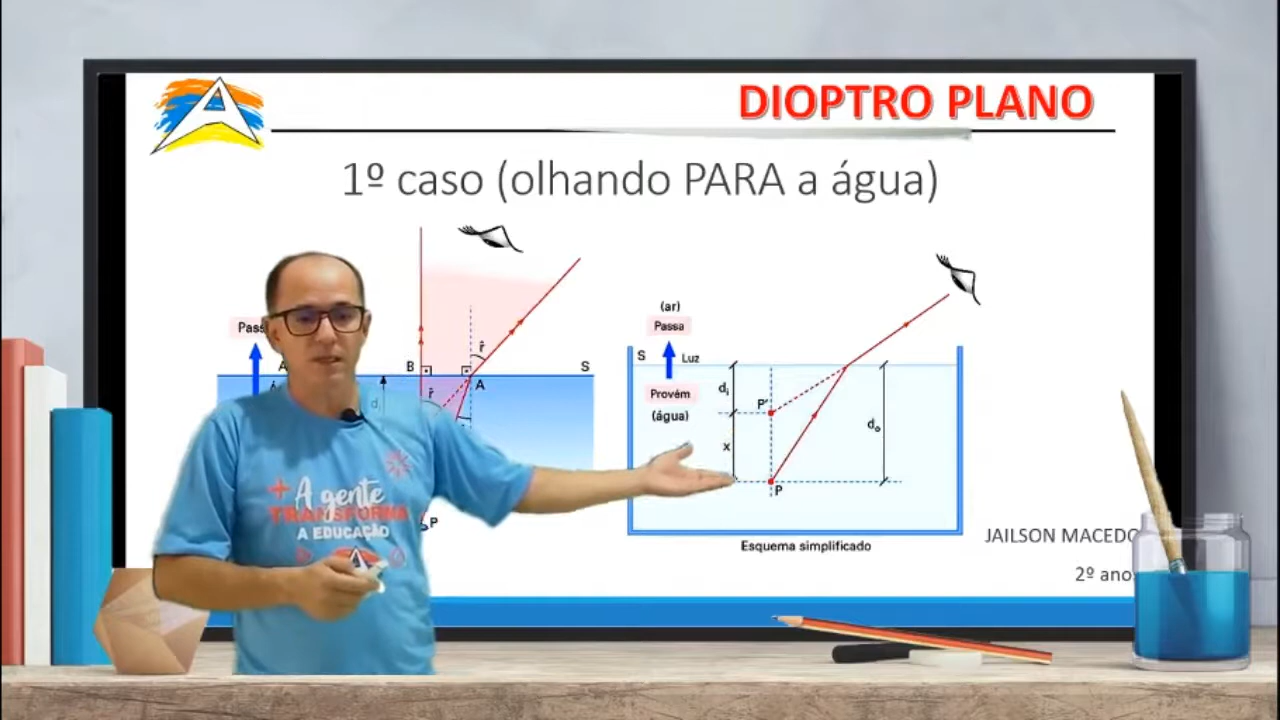 DIOPTRO PLANO
1º caso (olhando PARA a água)
Pass
B
r̂
A
S
r̂
d
P
(ar)
Passa
S
Luz
Provém
(água)
dᵢ
P'
x
dₒ
P
Esquema simplificado
A gente
TRANSFORMA
A EDUCAÇÃO
JAILSON MACEDO
2º ano